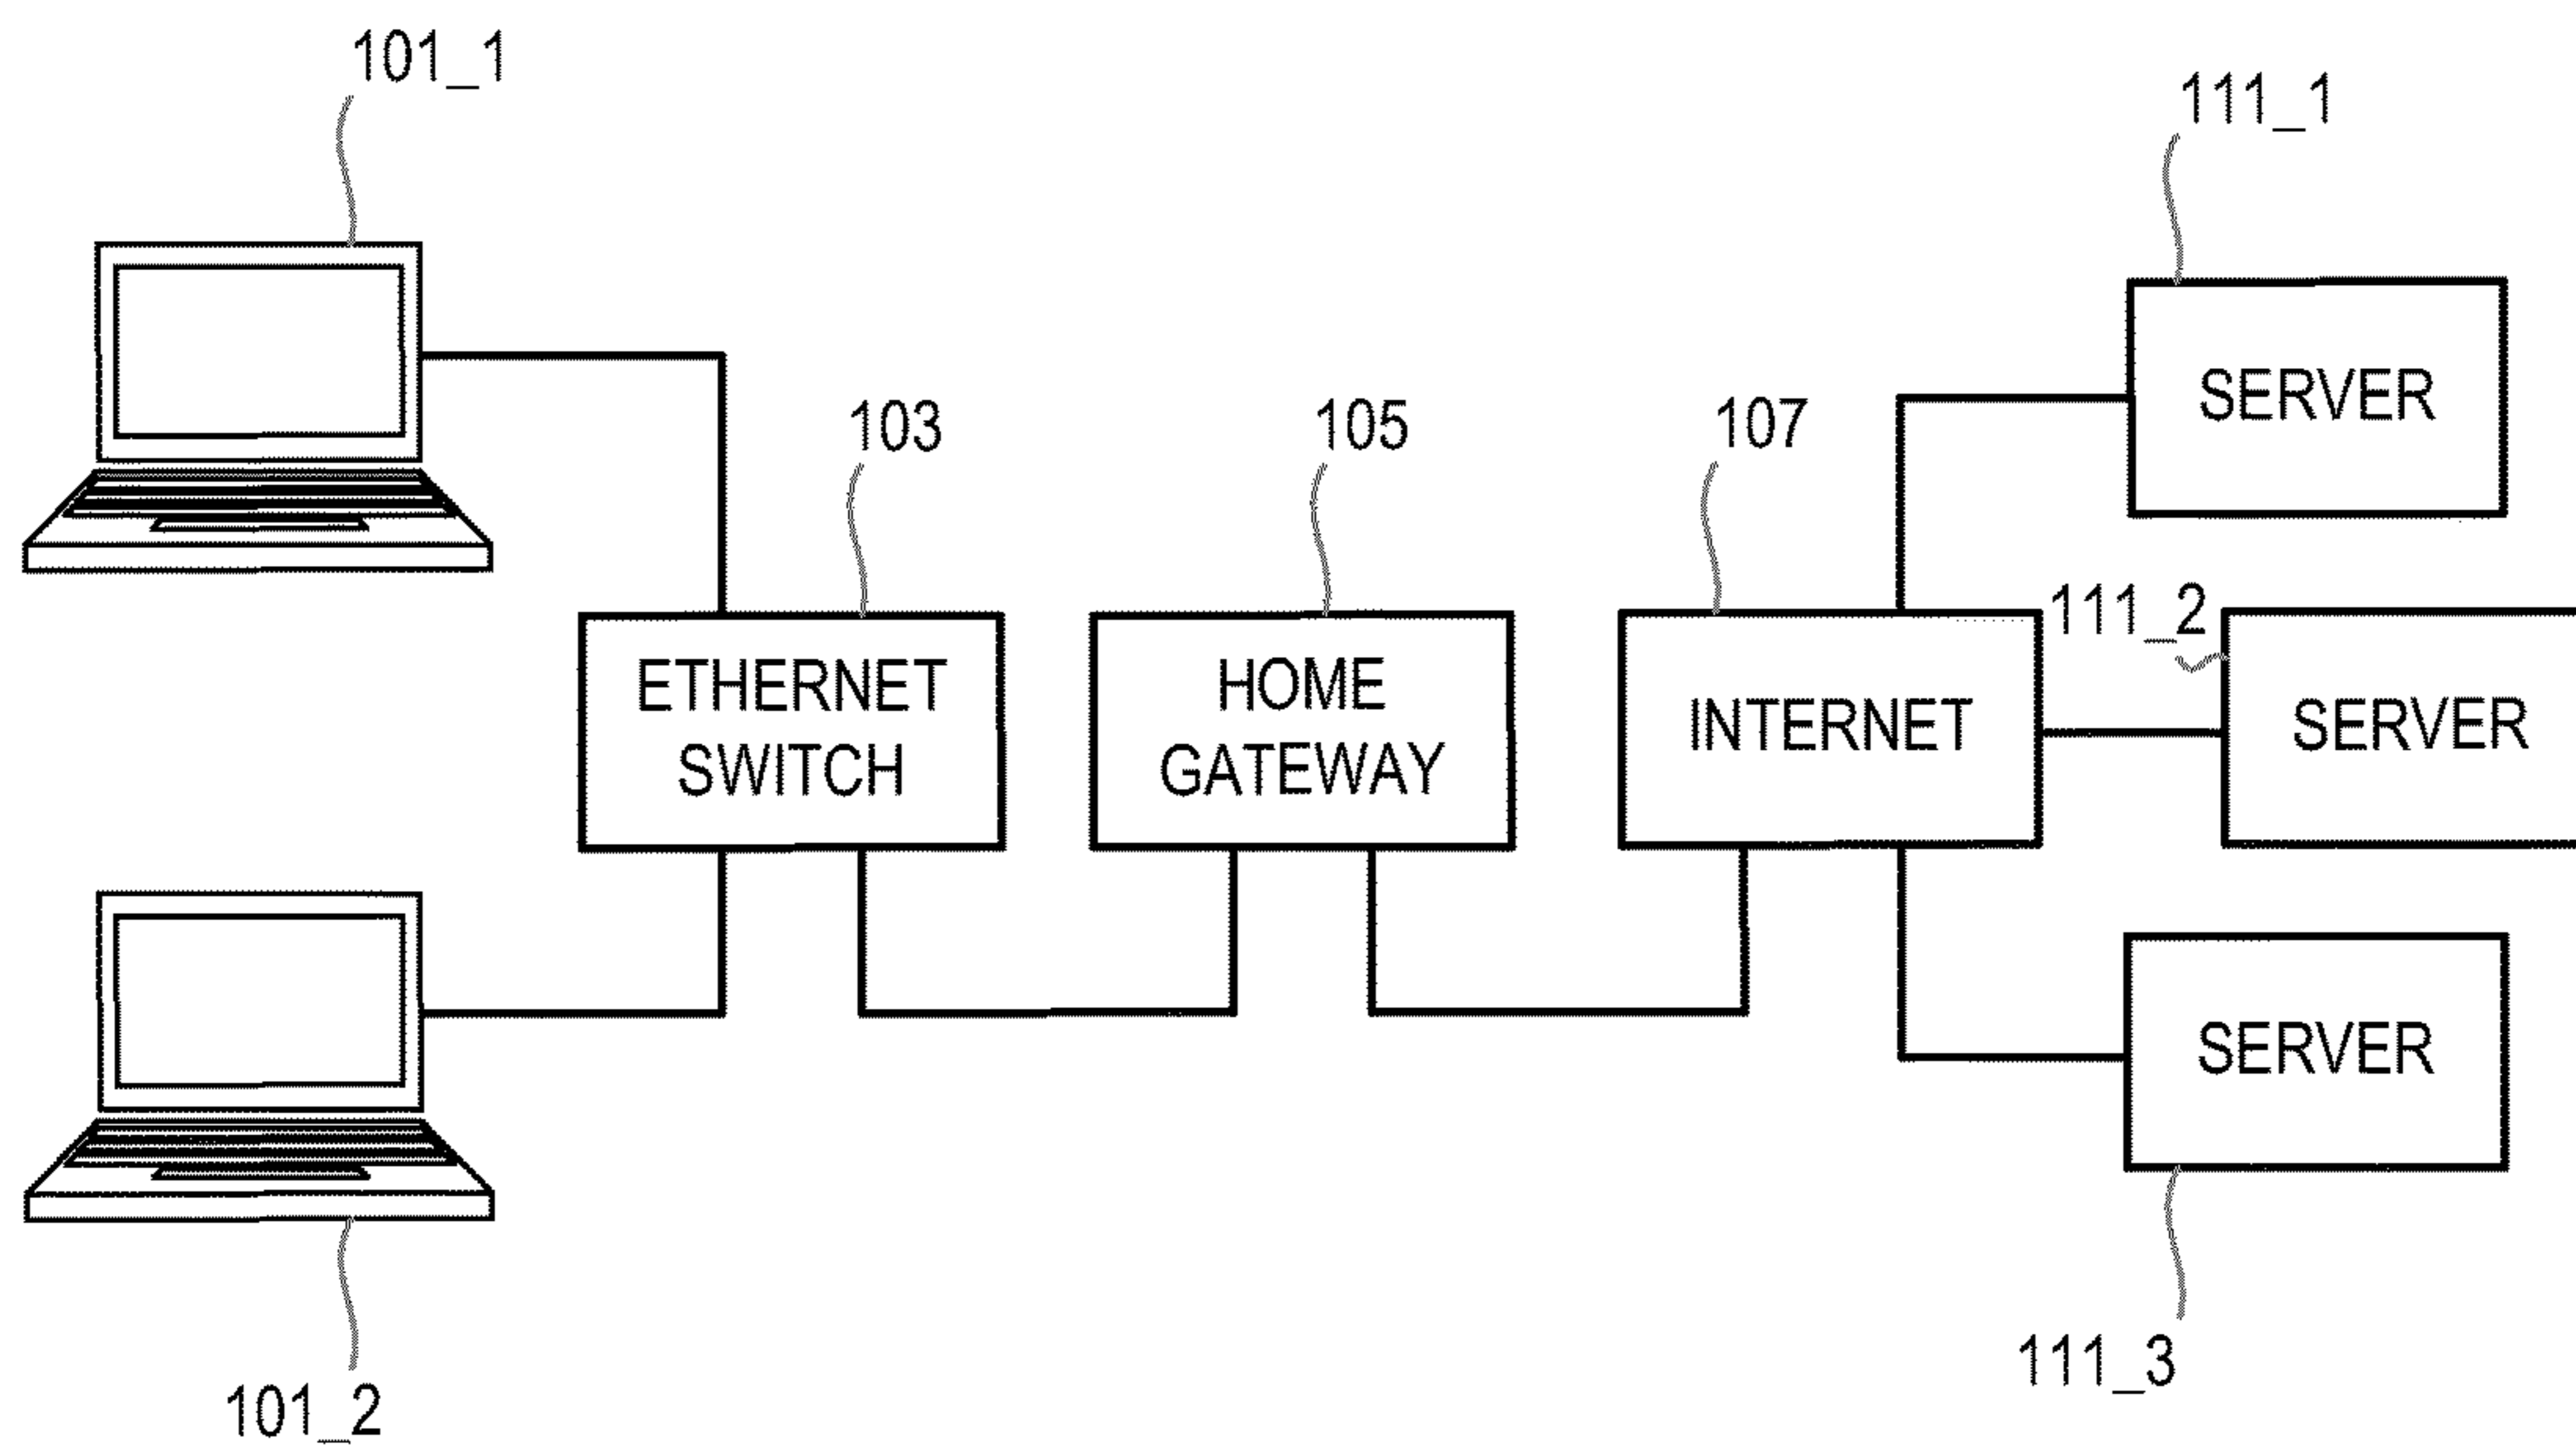 101_1
111_1
SERVER
103
105
107
111_2
ETHERNET
SWITCH
HOME
GATEWAY
INTERNET
SERVER
SERVER
111_3
101_2